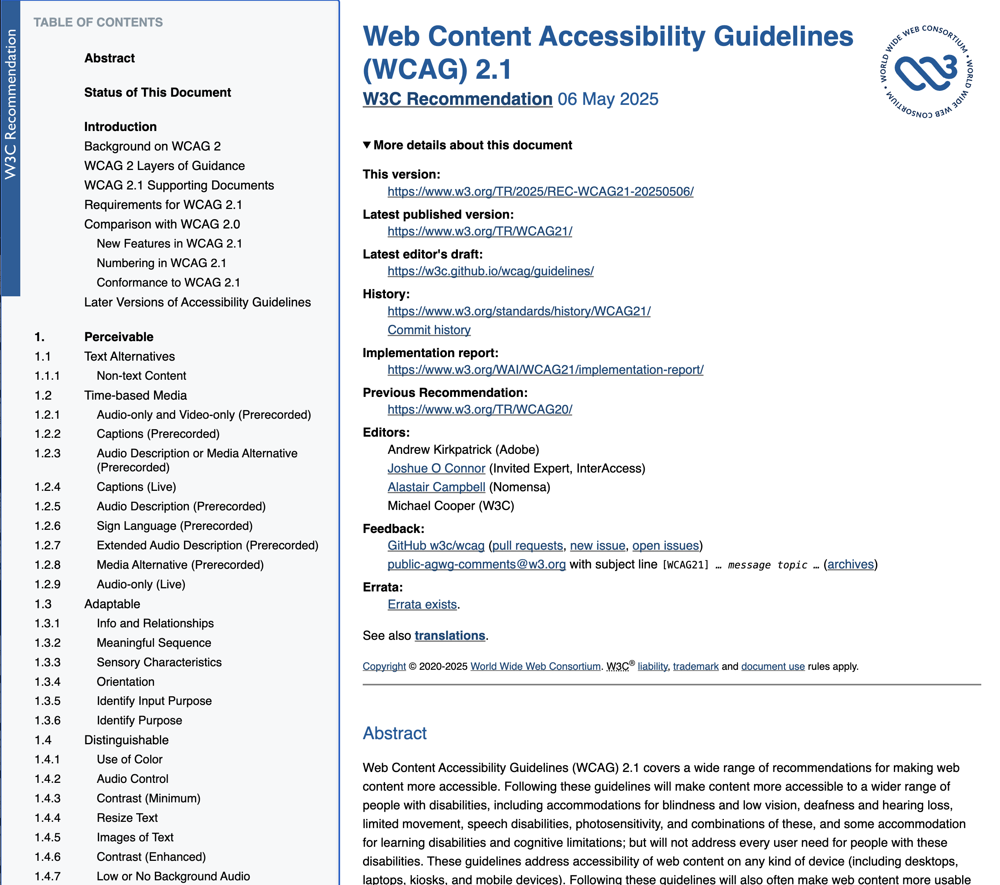 W3C Recommendation
TABLE OF CONTENTS
Abstract
Status of This Document
Introduction
Background on WCAG 2
WCAG 2 Layers of Guidance
WCAG 2.1 Supporting Documents
Requirements for WCAG 2.1
Comparison with WCAG 2.0
New Features in WCAG 2.1
Numbering in WCAG 2.1
Conformance to WCAG 2.1
Later Versions of Accessibility Guidelines
1. Perceivable
1.1 Text Alternatives
1.1.1 Non-text Content
1.2 Time-based Media
1.2.1 Audio-only and Video-only (Prerecorded)
1.2.2 Captions (Prerecorded)
1.2.3 Audio Description or Media Alternative
(Prerecorded)
1.2.4 Captions (Live)
1.2.5 Audio Description (Prerecorded)
1.2.6 Sign Language (Prerecorded)
1.2.7 Extended Audio Description (Prerecorded)
1.2.8 Media Alternative (Prerecorded)
1.2.9 Audio-only (Live)
1.3 Adaptable
1.3.1 Info and Relationships
1.3.2 Meaningful Sequence
1.3.3 Sensory Characteristics
1.3.4 Orientation
1.3.5 Identify Input Purpose
1.3.6 Identify Purpose
1.4 Distinguishable
1.4.1 Use of Color
1.4.2 Audio Control
1.4.3 Contrast (Minimum)
1.4.4 Resize Text
1.4.5 Images of Text
1.4.6 Contrast (Enhanced)
1.4.7 Low or No Background Audio
Web Content Accessibility Guidelines
(WCAG) 2.1
W3C Recommendation 06 May 2025
WORLD WIDE WEB CONSORTIUM • WORLD WIDE WEB CONSORTIUM •
▼ More details about this document
This version:
https://www.w3.org/TR/2025/REC-WCAG21-20250506/
Latest published version:
https://www.w3.org/TR/WCAG21/
Latest editor's draft:
https://w3c.github.io/wcag/guidelines/
History:
https://www.w3.org/standards/history/WCAG21/
Commit history
Implementation report:
https://www.w3.org/WAI/WCAG21/implementation-report/
Previous Recommendation:
https://www.w3.org/TR/WCAG20/
Editors:
Andrew Kirkpatrick (Adobe)
Joshue O Connor (Invited Expert, InterAccess)
Alastair Campbell (Nomensa)
Michael Cooper (W3C)
Feedback:
GitHub w3c/wcag (pull requests, new issue, open issues)
public-agwg-comments@w3.org with subject line [WCAG21] … message topic … (archives)
Errata:
Errata exists.
See also translations.
Copyright © 2020-2025 World Wide Web Consortium. W3C® liability, trademark and document use rules apply.
Abstract
Web Content Accessibility Guidelines (WCAG) 2.1 covers a wide range of recommendations for making web
content more accessible. Following these guidelines will make content more accessible to a wider range of
people with disabilities, including accommodations for blindness and low vision, deafness and hearing loss,
limited movement, speech disabilities, photosensitivity, and combinations of these, and some accommodation
for learning disabilities and cognitive limitations; but will not address every user need for people with these
disabilities. These guidelines address accessibility of web content on any kind of device (including desktops,
laptops, kiosks, and mobile devices). Following these guidelines will also often make web content more usable